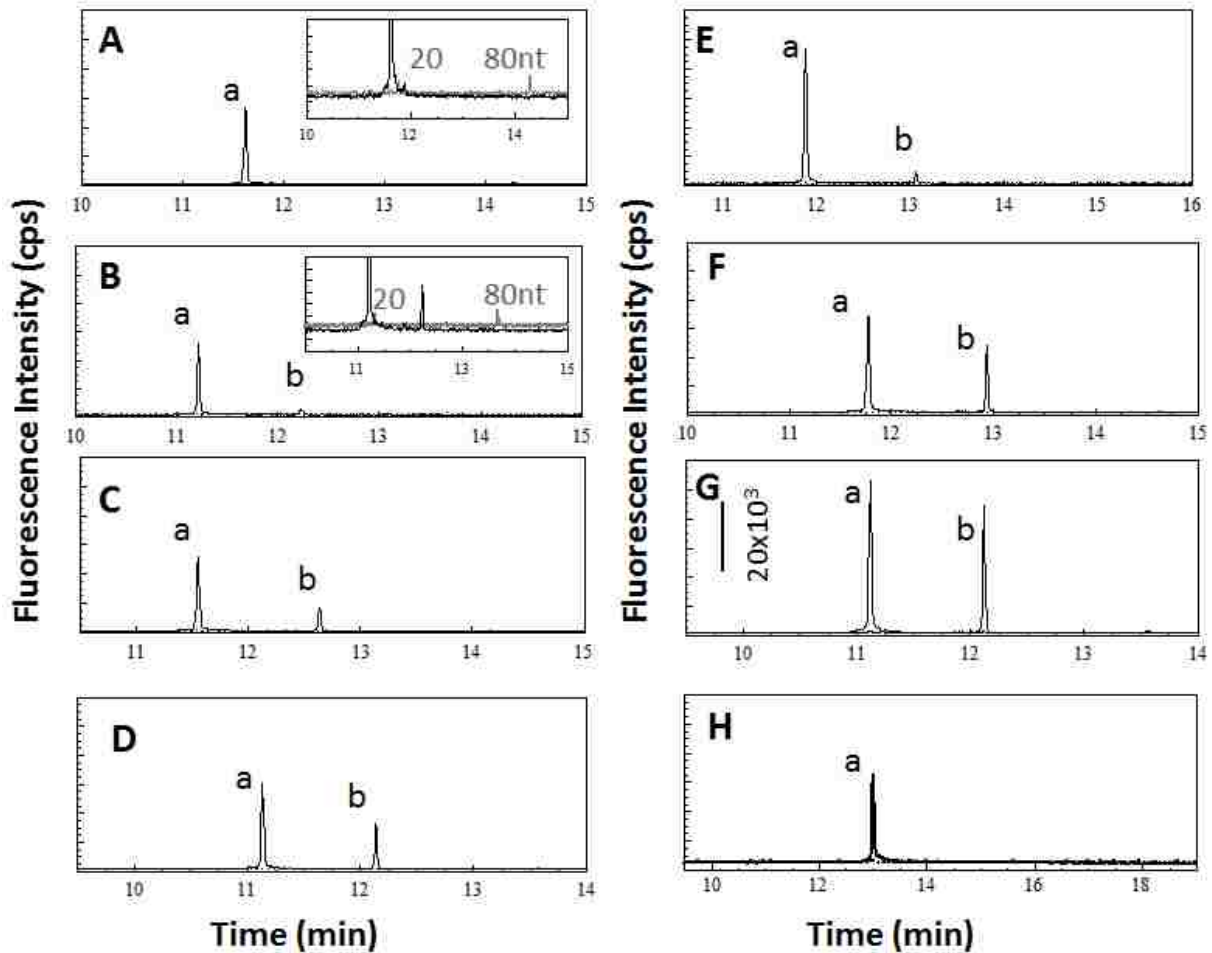 Fluorescence Intensity (cps)
A
a
20 80nt
10 12 14
10 11 12 13 14 15
B
a
b
20 80nt
11 13 15
10 11 12 13 14 15
C
a
b
11 12 13 14 15
D
a
b
10 11 12 13 14
Time (min)
Fluorescence Intensity (cps)
E
a
b
11 12 13 14 15 16
F
a
b
10 11 12 13 14 15
G
a
b
20x10³
10 11 12 13 14
H
a
10 12 14 16 18
Time (min)